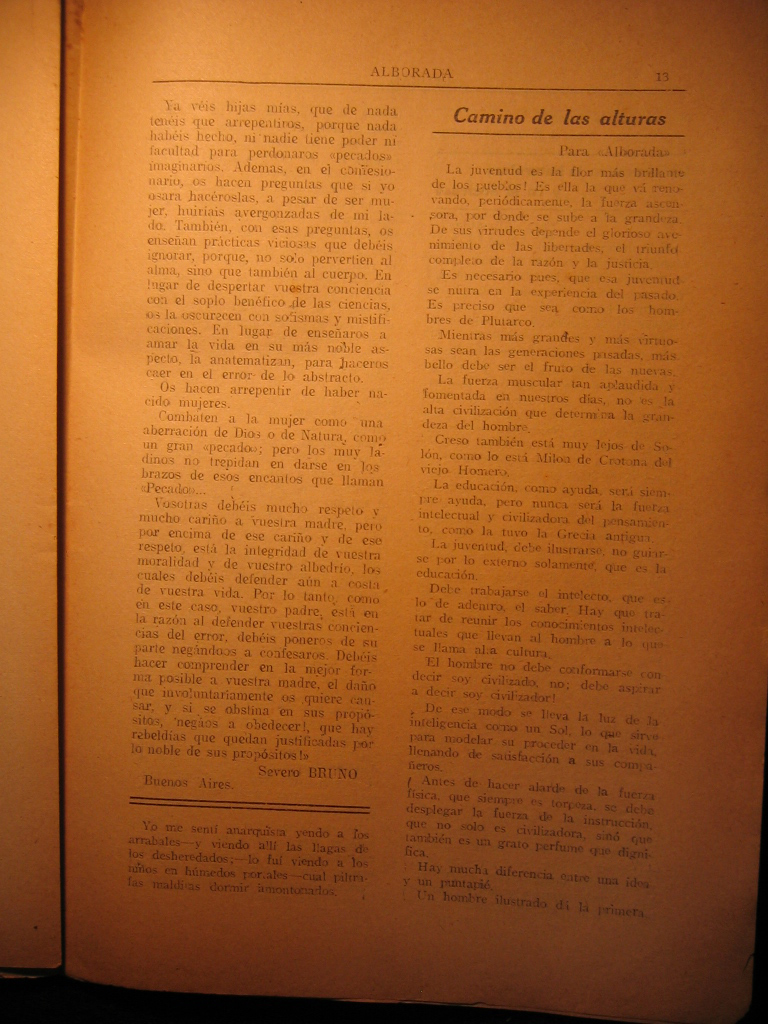 ALBORADA
13
Ya véis hijas mías, que de nada
tenéis que arrepentiros, porque nada
habéis hecho, ni nadie tiene poder ni
facultad para perdonaros «pecados»
imaginarios. Ademas, en el confesio-
nario, os hacen preguntas que si yo
osara hacéroslas, a pesar de ser mu-
jer, huiriais avergonzadas de mi la-
do. También, con esas preguntas, os
enseñan prácticas viciosas que debéis
ignorar, porque, no solo pervertien al
alma, sino que también al cuerpo. En
lugar de despertar vuestra conciencia
con el soplo benéfico de las ciencias,
os la oscurecen con sofismas y mistifi-
caciones. En lugar de enseñaros a
amar la vida en su más noble as-
pecto, la anatematizan, para haceros
caer en el error de lo abstracto.
Os hacen arrepentir de haber na-
cido mujeres.
Combaten a la mujer como una
aberración de Dios o de Natura, como
un gran «pecado»; pero los muy la-
dinos no trepidan en darse en los
brazos de esos encantos que llaman
«Pecado»...
Vosotras debéis mucho respeto y
mucho cariño a vuestra madre, pero
por encima de ese cariño y de ese
respeto, está la integridad de vuestra
moralidad y de vuestro albedrío, los
cuales debéis defender aún a costa
de vuestra vida. Por lo tanto, como
en este caso, vuestro padre, está en
la razón al defender vuestras concien-
cias del error, debéis poneros de su
parte negándoos a confesaros. Debéis
hacer comprender en la mejor for-
ma posible a vuestra madre, el daño
que involuntariamente os quiere cau-
sar, y si se obstina en sus propó-
sitos, negáos a obedecer!, que hay
rebeldías que quedan justificadas por
lo noble de sus propósitos!»
Severo BRUNO
Buenos Aires.
Yo me sentí anarquista yendo a los
arrabales—y viendo allí las llagas de
los desheredados;—lo fuí viendo a los
niños en húmedos portales—cual piltra-
fas malditas dormir amontonados.
Camino de las alturas
Para «Alborada»
La juventud es la flor más brillante
de los pueblos! Es ella la que vá reno-
vando, periódicamente, la fuerza ascen-
sora, por donde se sube a la grandeza.
De sus virtudes depende el glorioso ave-
nimiento de las libertades, el triunfo
completo de la razón y la justicia.
Es necesario pues, que esa juventud
se nutra en la experiencia del pasado.
Es preciso que sea como los hom-
bres de Plutarco.
Mientras más grandes y más virtuo-
sas sean las generaciones pasadas, más
bello debe ser el fruto de las nuevas.
La fuerza muscular tan aplaudida y
fomentada en nuestros días, no es la
alta civilización que determina la gran-
deza del hombre.
Creso también está muy lejos de So-
lón, como lo está Milon de Crotona del
viejo Homero.
La educación, como ayuda, será siem-
pre ayuda, pero nunca será la fuerza
intelectual y civilizadora del pensamien-
to, como la tuvo la Grecia antigua.
La juventud, debe ilustrarse, no guiar-
se por lo externo solamente, que es la
educación.
Debe trabajarse el intelecto, que es
lo de adentro, el saber. Hay que tra-
tar de reunir los conocimientos intelec-
tuales que llevan al hombre a lo que
se llama alta cultura.
El hombre no debe conformarse con
decir soy civilizado, no; debe aspirar
a decir soy civilizador!
De ese modo se lleva la luz de la
inteligencia como un Sol, lo que sirve
para modelar su proceder en la vida,
llenando de satisfacción a sus compa-
ñeros.
Antes de hacer alarde de la fuerza
física, que siempre es torpeza, se debe
desplegar la fuerza de la instrucción,
que no solo es civilizadora, sinó que
también es un grato perfume que digni-
fica.
Hay mucha diferencia entre una idea
y un puntapié.
Un hombre ilustrado dá la primera